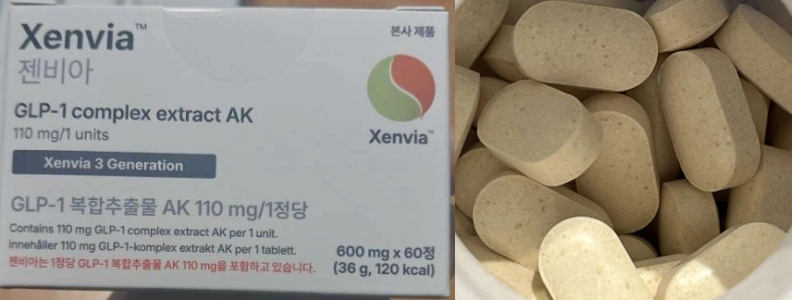 Xenvia™
본사 제품
젠비아
GLP-1 complex extract AK
110 mg/1 units
Xenvia™
Xenvia 3 Generation
GLP-1 복합추출물 AK 110 mg/1정당
Contains 110 mg GLP-1 complex extract AK per 1 unit.
Innehåller 110 mg GLP-1-komplex extrakt AK per 1 tablett.
젠비아는 1정당 GLP-1 복합추출물 AK 110 mg을 포함하고 있습니다.
600 mg x 60정
(36 g, 120 kcal)